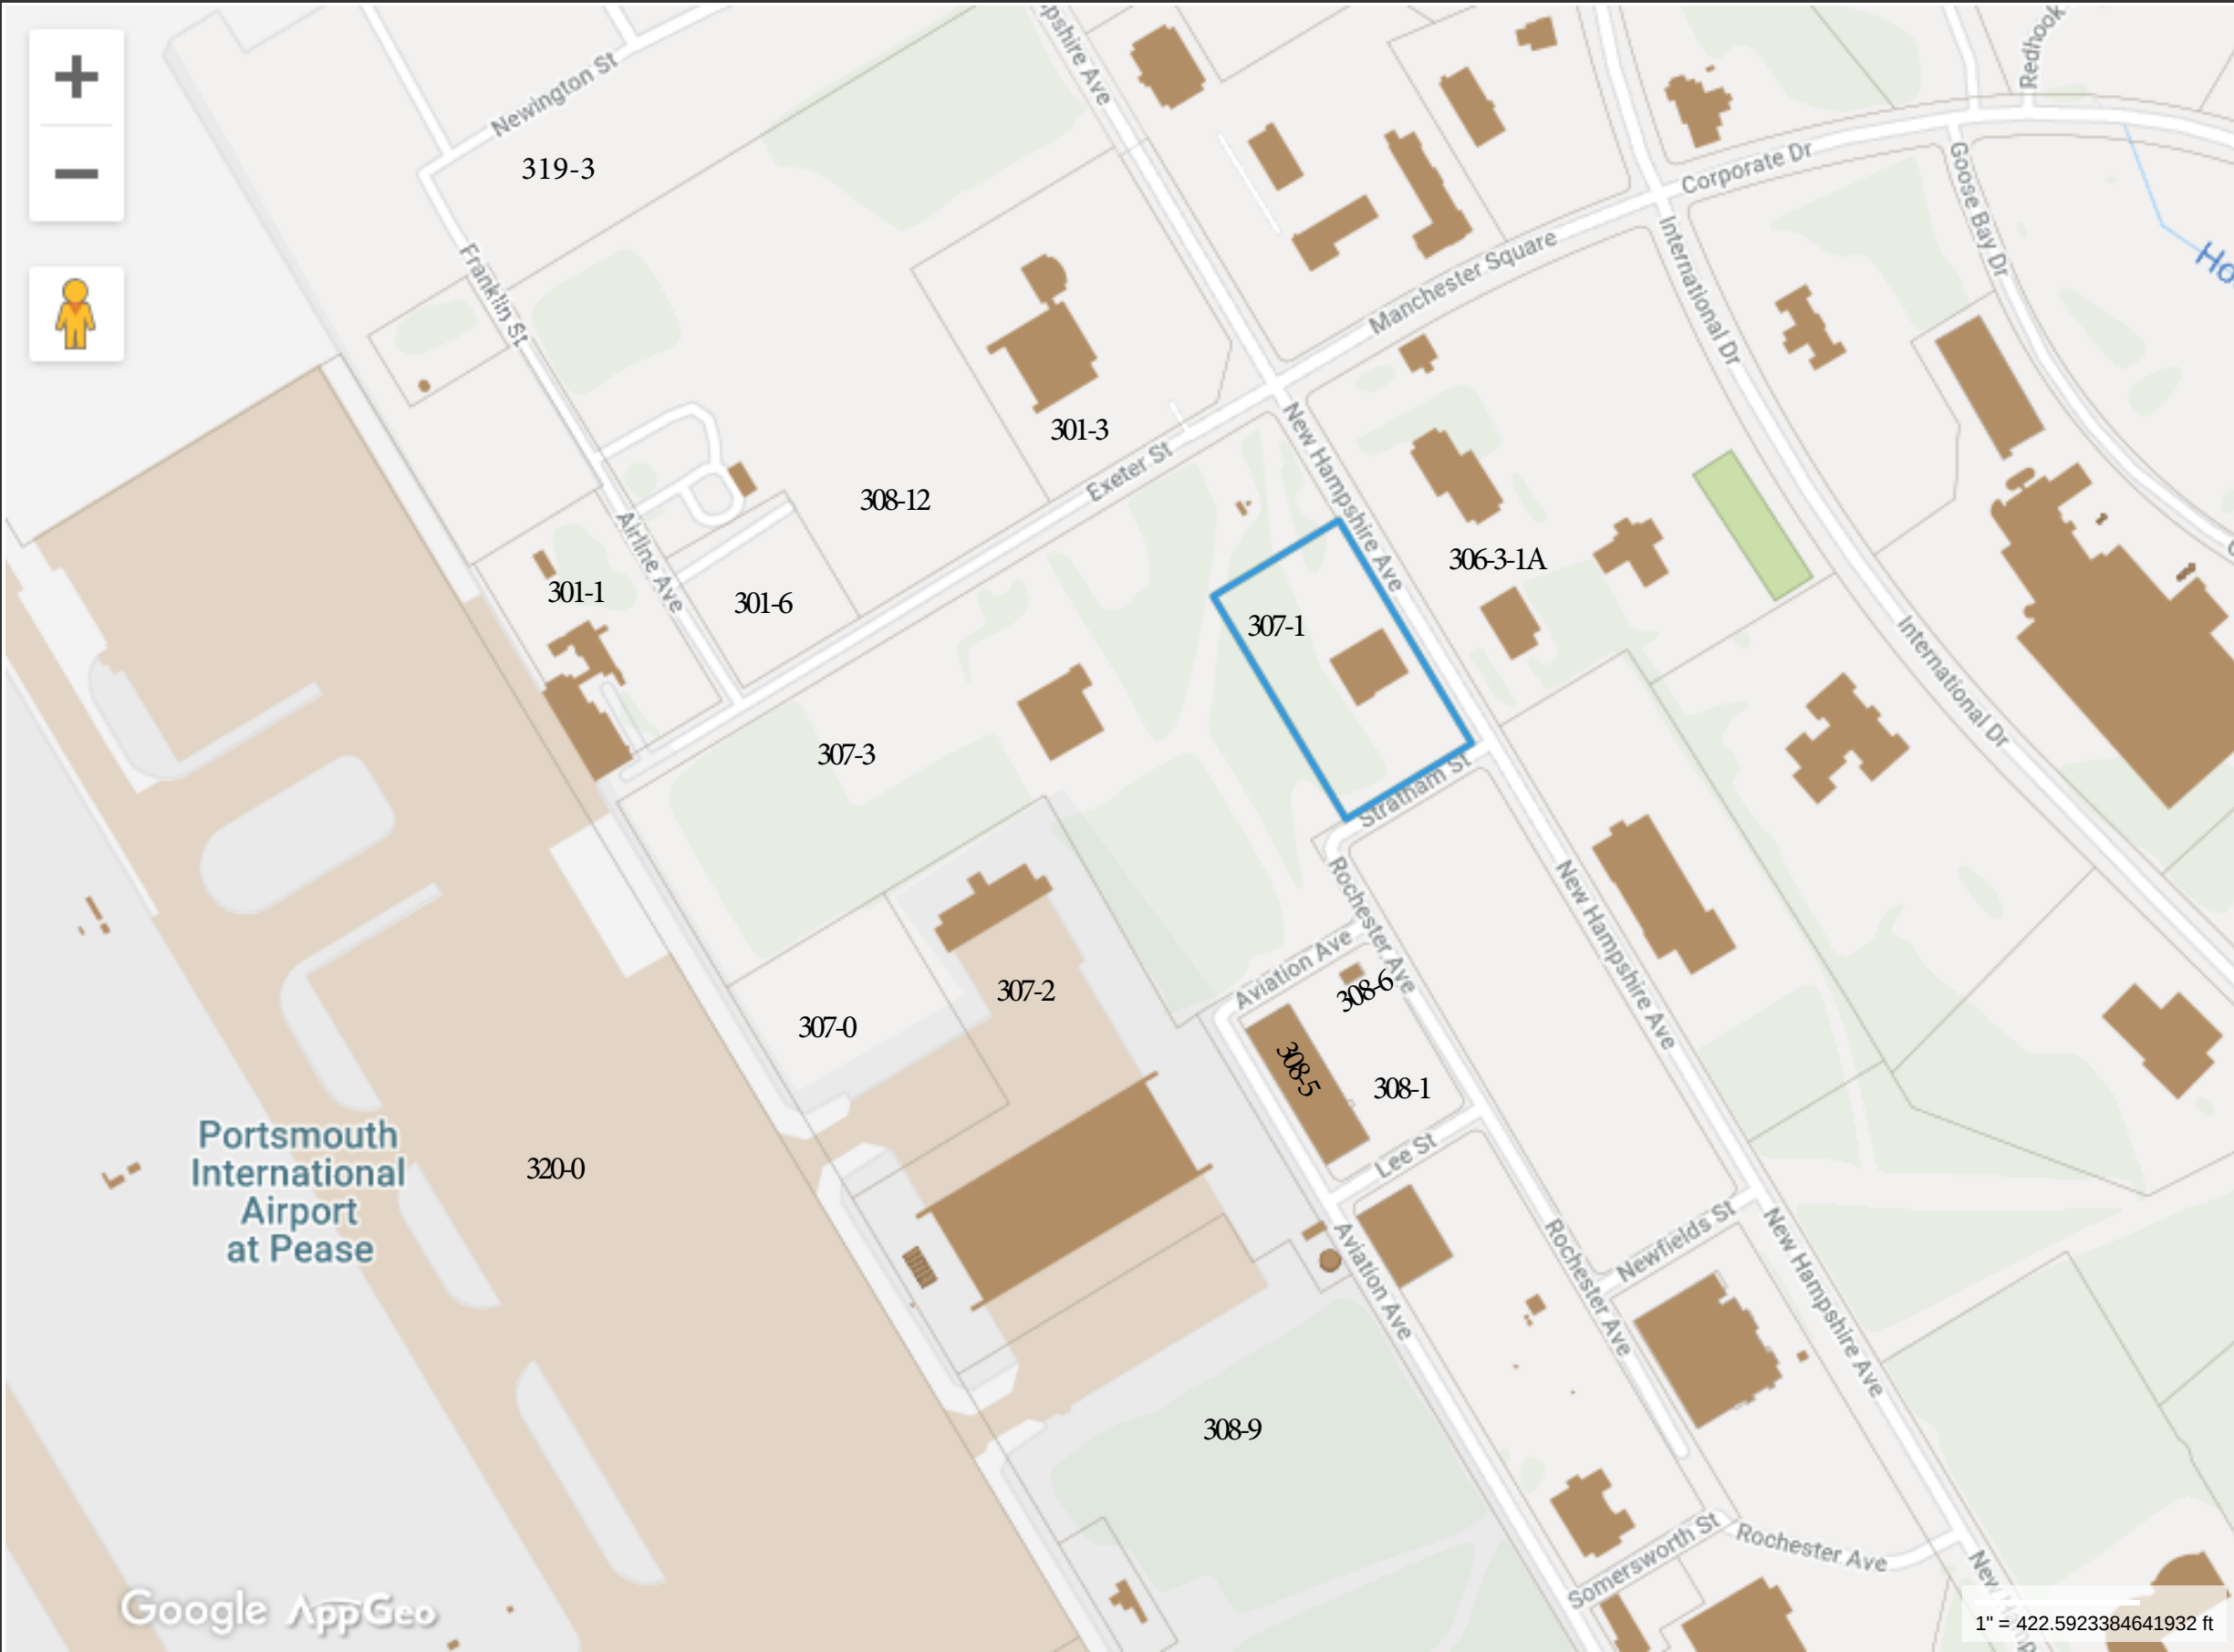 +
−
Newington St
319-3
Franklin St
pshire Ave
Redhook
Corporate Dr
Goose Bay Dr
International Dr
Manchester Square
301-3
Exeter St
308-12
New Hampshire Ave
Airline Ave
301-1
301-6
306-3-1A
307-1
International Dr
307-3
Stratham St
Rochester Ave
New Hampshire Ave
Aviation Ave
308-6
307-2
307-0
308-5
308-1
Lee St
Portsmouth
International
Airport
at Pease
320-0
Aviation Ave
Rochester Ave
Newfields St
New Hampshire Ave
308-9
Somersworth St
Rochester Ave
Google AppGeo
1" = 422.5923384641932 ft